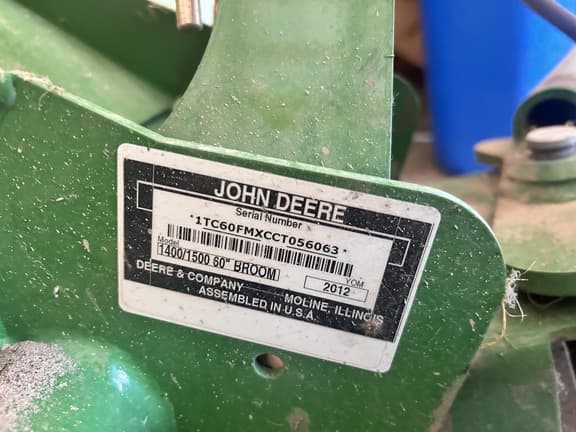 JOHN DEERE
Serial Number
*1TC60FMXCCT056063*
Model
1400/1500 60" BROOM
YOM
2012
DEERE & COMPANY MOLINE, ILLINOIS
ASSEMBLED IN U.S.A.